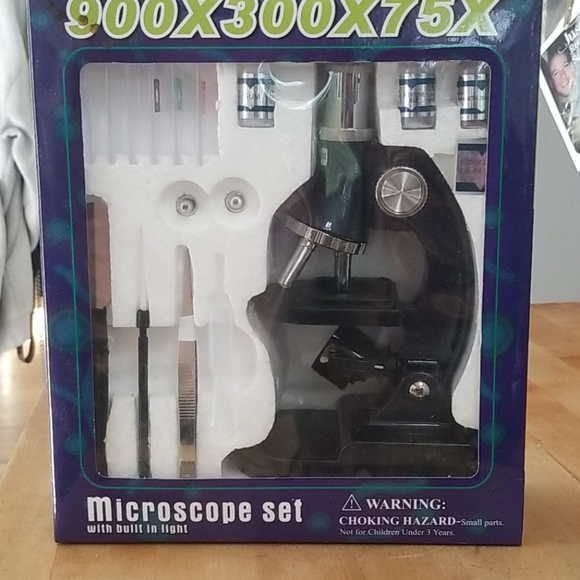 900X300X75X
Microscope set
with built in light
⚠ WARNING:
CHOKING HAZARD-Small parts.
Not for Children Under 3 Years.